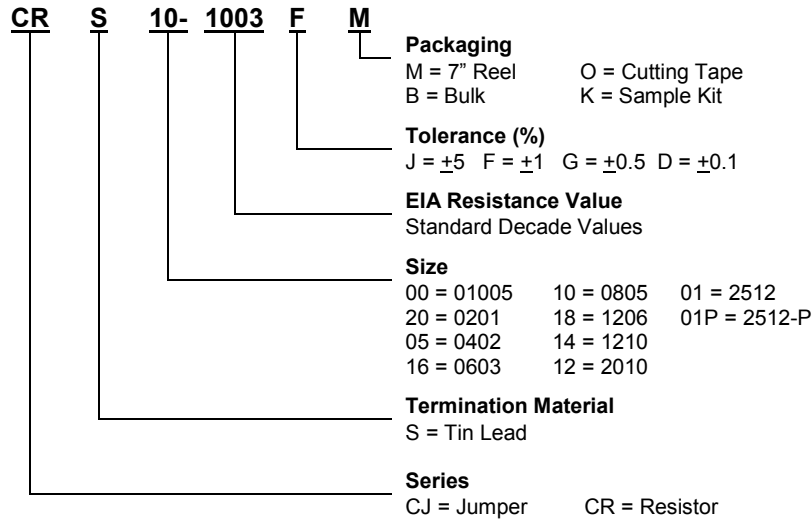 CR S 10- 1003 F M
Packaging
M = 7” Reel O = Cutting Tape
B = Bulk K = Sample Kit
Tolerance (%)
J = ±5 F = ±1 G = ±0.5 D = ±0.1
EIA Resistance Value
Standard Decade Values
Size
00 = 01005 10 = 0805 01 = 2512
20 = 0201 18 = 1206 01P = 2512-P
05 = 0402 14 = 1210
16 = 0603 12 = 2010
Termination Material
S = Tin Lead
Series
CJ = Jumper CR = Resistor